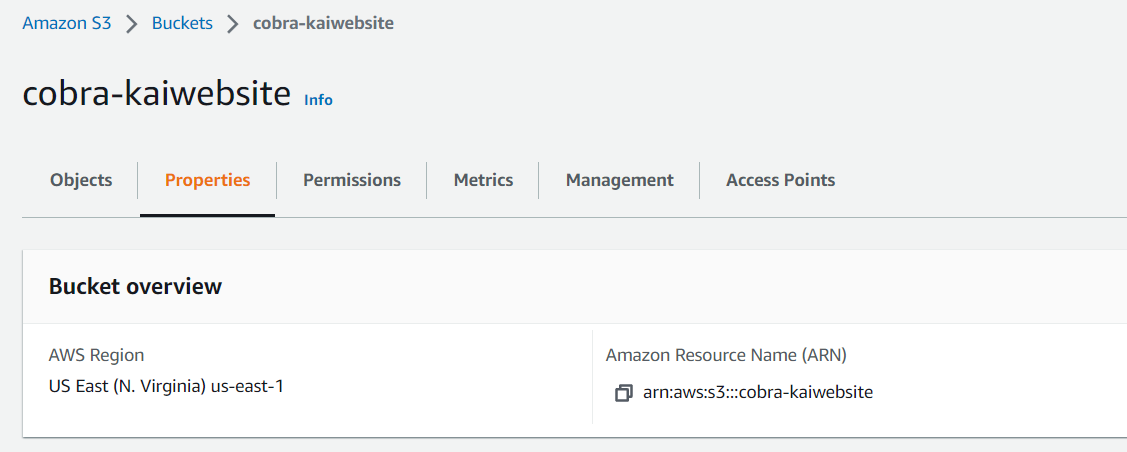 Amazon S3 > Buckets > cobra-kaiwebsite
cobra-kaiwebsite Info
Objects Properties Permissions Metrics Management Access Points
Bucket overview
AWS Region
US East (N. Virginia) us-east-1
Amazon Resource Name (ARN)
arn:aws:s3:::cobra-kaiwebsite